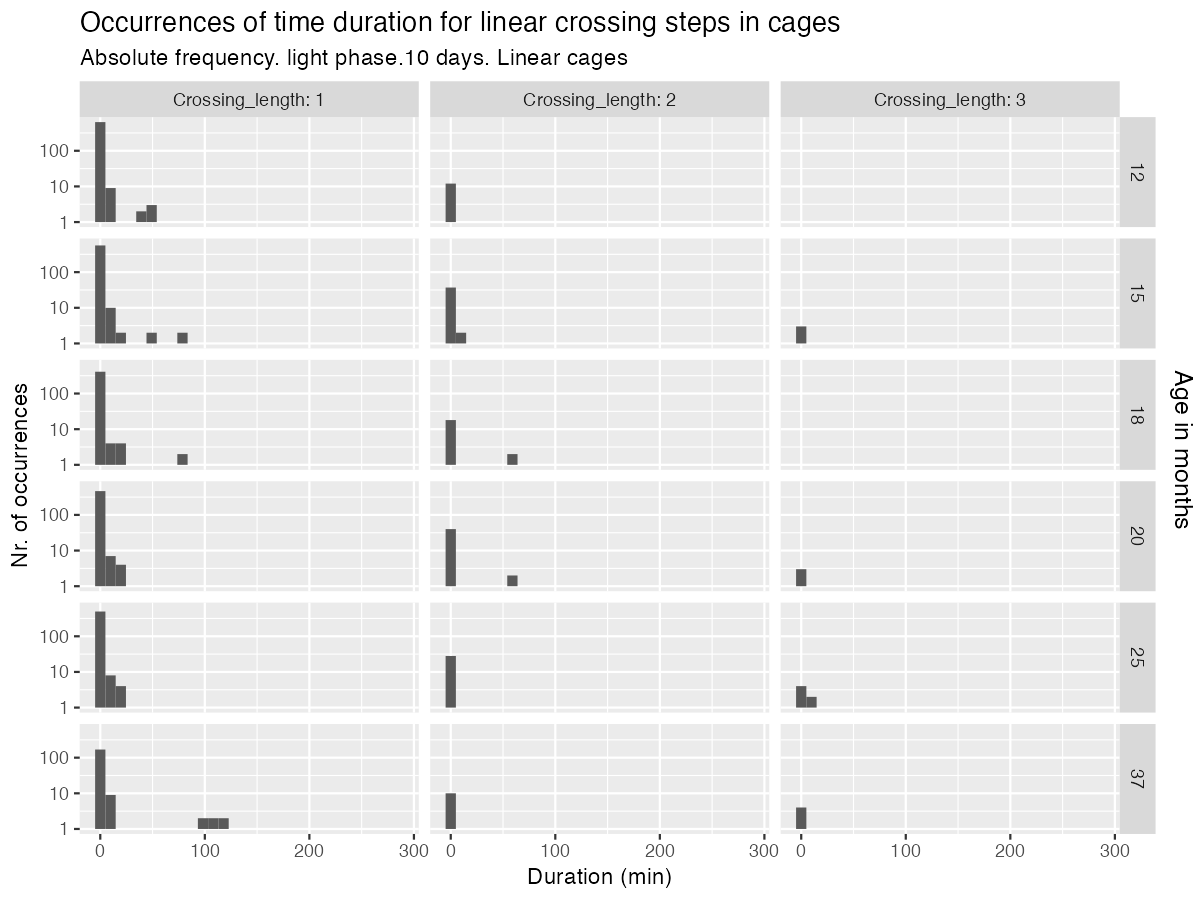 Occurrences of time duration for linear crossing steps in cages
Absolute frequency. light phase.10 days. Linear cages
Crossing_length: 1
Crossing_length: 2
Crossing_length: 3
100
10
1
12
100
10
1
15
100
10
1
18
100
10
1
20
100
10
1
25
100
10
1
37
Nr. of occurrences
Age in months
0 100 200 300
0 100 200 300
0 100 200 300
Duration (min)